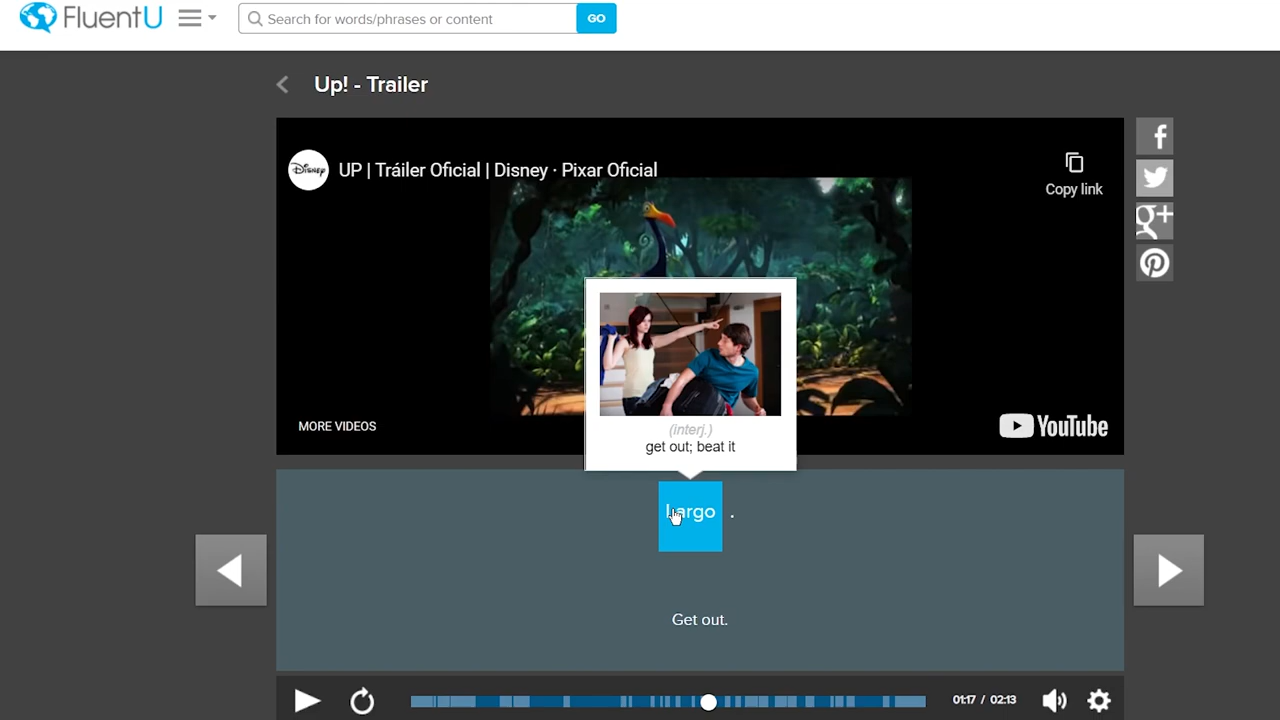 FluentU
Search for words/phrases or content
GO
Up! - Trailer
Disney
UP | Tráiler Oficial | Disney · Pixar Oficial
Copy link
(interj.)
get out; beat it
MORE VIDEOS
YouTube
Largo .
Get out.
01:17 / 02:13